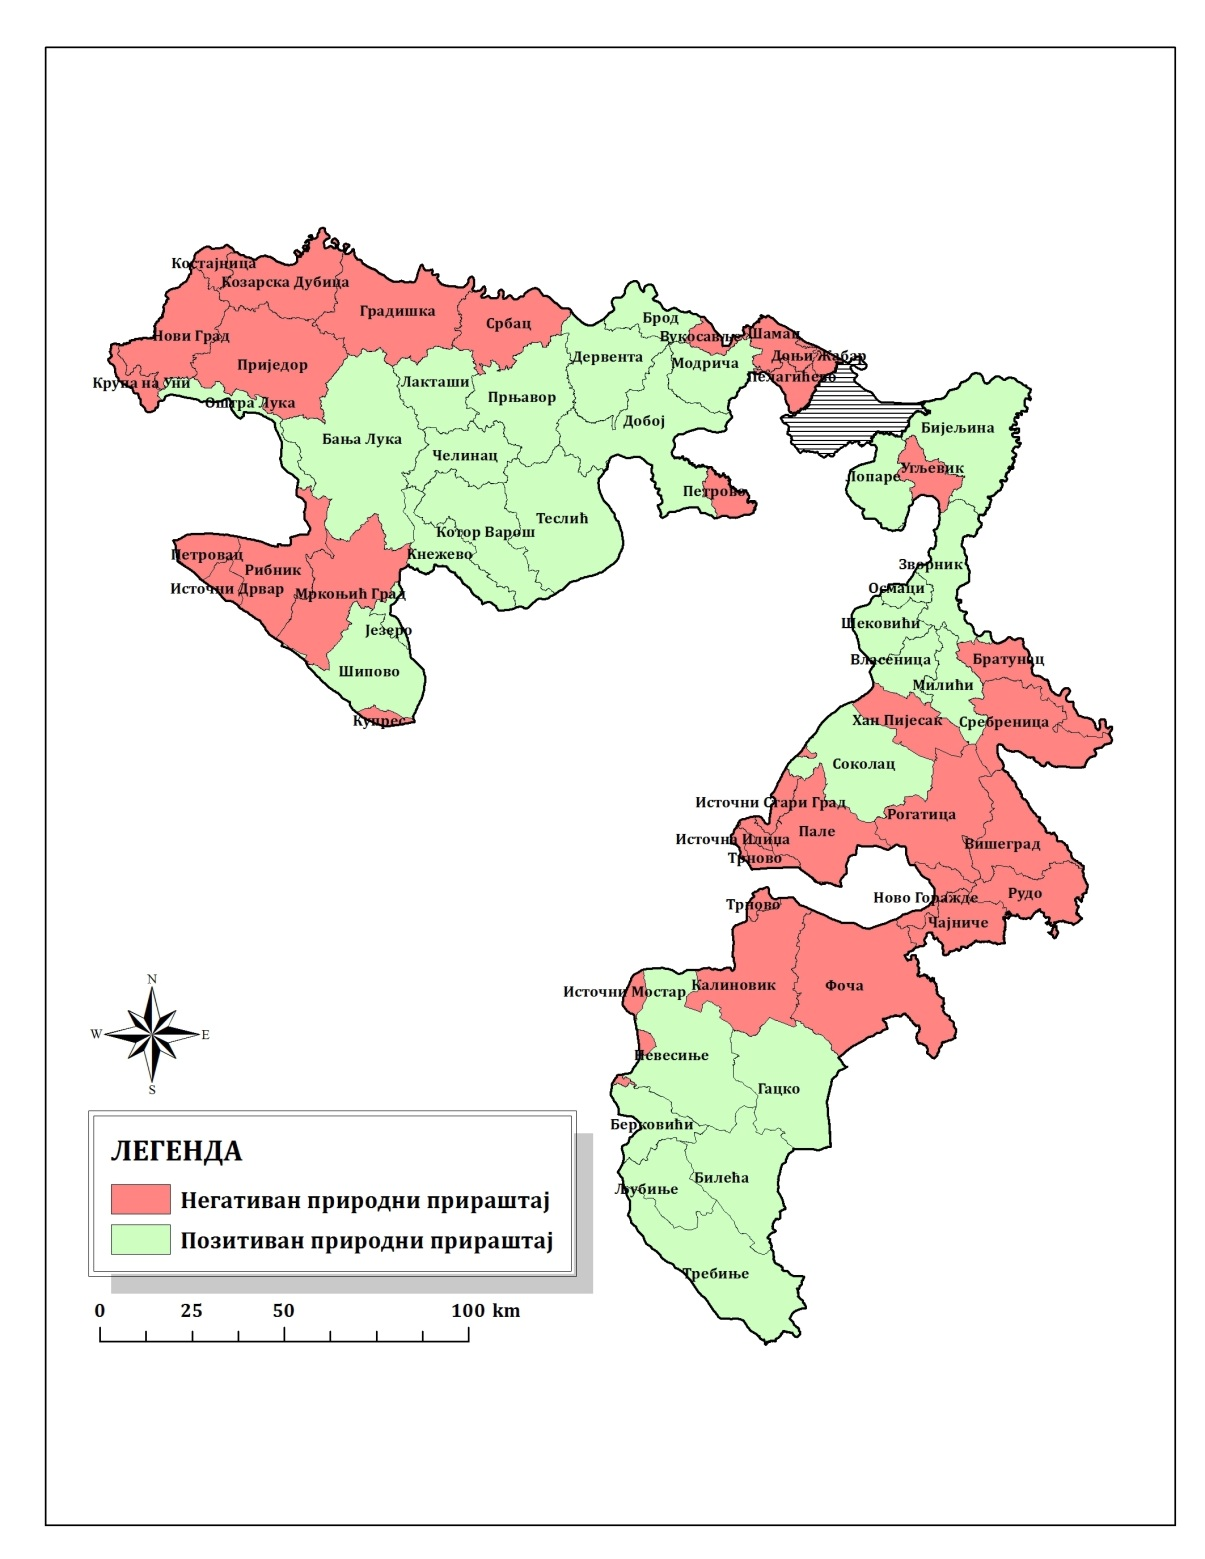 Костајница
Козарска Дубица
Градишка
Србац
Брод
Вукосавље
Шамац
Нови Град
Дервента
Модрича
Доњи Жабар
Приједор
Пелагићево
Крупа на Уни
Лакташи
Оштра Лука
Прњавор
Добој
Бијељина
Бања Лука
Челинац
Угљевик
Лопаре
Петрово
Теслић
Котор Варош
Кнежево
Петровац
Рибник
Зворник
Источни Дрвар
Мркоњић Град
Осмаци
Језеро
Шековићи
Шипово
Власеница
Братунац
Милићи
Купрес
Хан Пијесак
Сребреница
Соколац
Источни Стари Град
Рогатица
Источна Илиџа
Пале
Вишеград
Трново
Ново Горажде
Рудо
Трново
Чајниче
Источни Мостар
Калиновик
Фоча
Невесиње
Гацко
Берковићи
Билећа
Љубиње
Требиње
N
W
E
S
ЛЕГЕНДА
Негативан природни прираштај
Позитиван природни прираштај
0 25 50 100 km